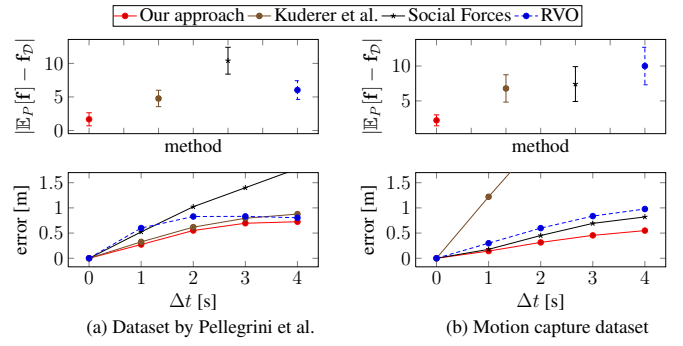 Our approach Kuderer et al. Social Forces RVO
|𝔼_P[f] − f_𝒟|
10
5
0
method
|𝔼_P[f] − f_𝒟|
10
5
method
error [m]
1.5
1
0.5
0
0 1 2 3 4
Δt [s]
(a) Dataset by Pellegrini et al.
error [m]
1.5
1
0.5
0
0 1 2 3 4
Δt [s]
(b) Motion capture dataset